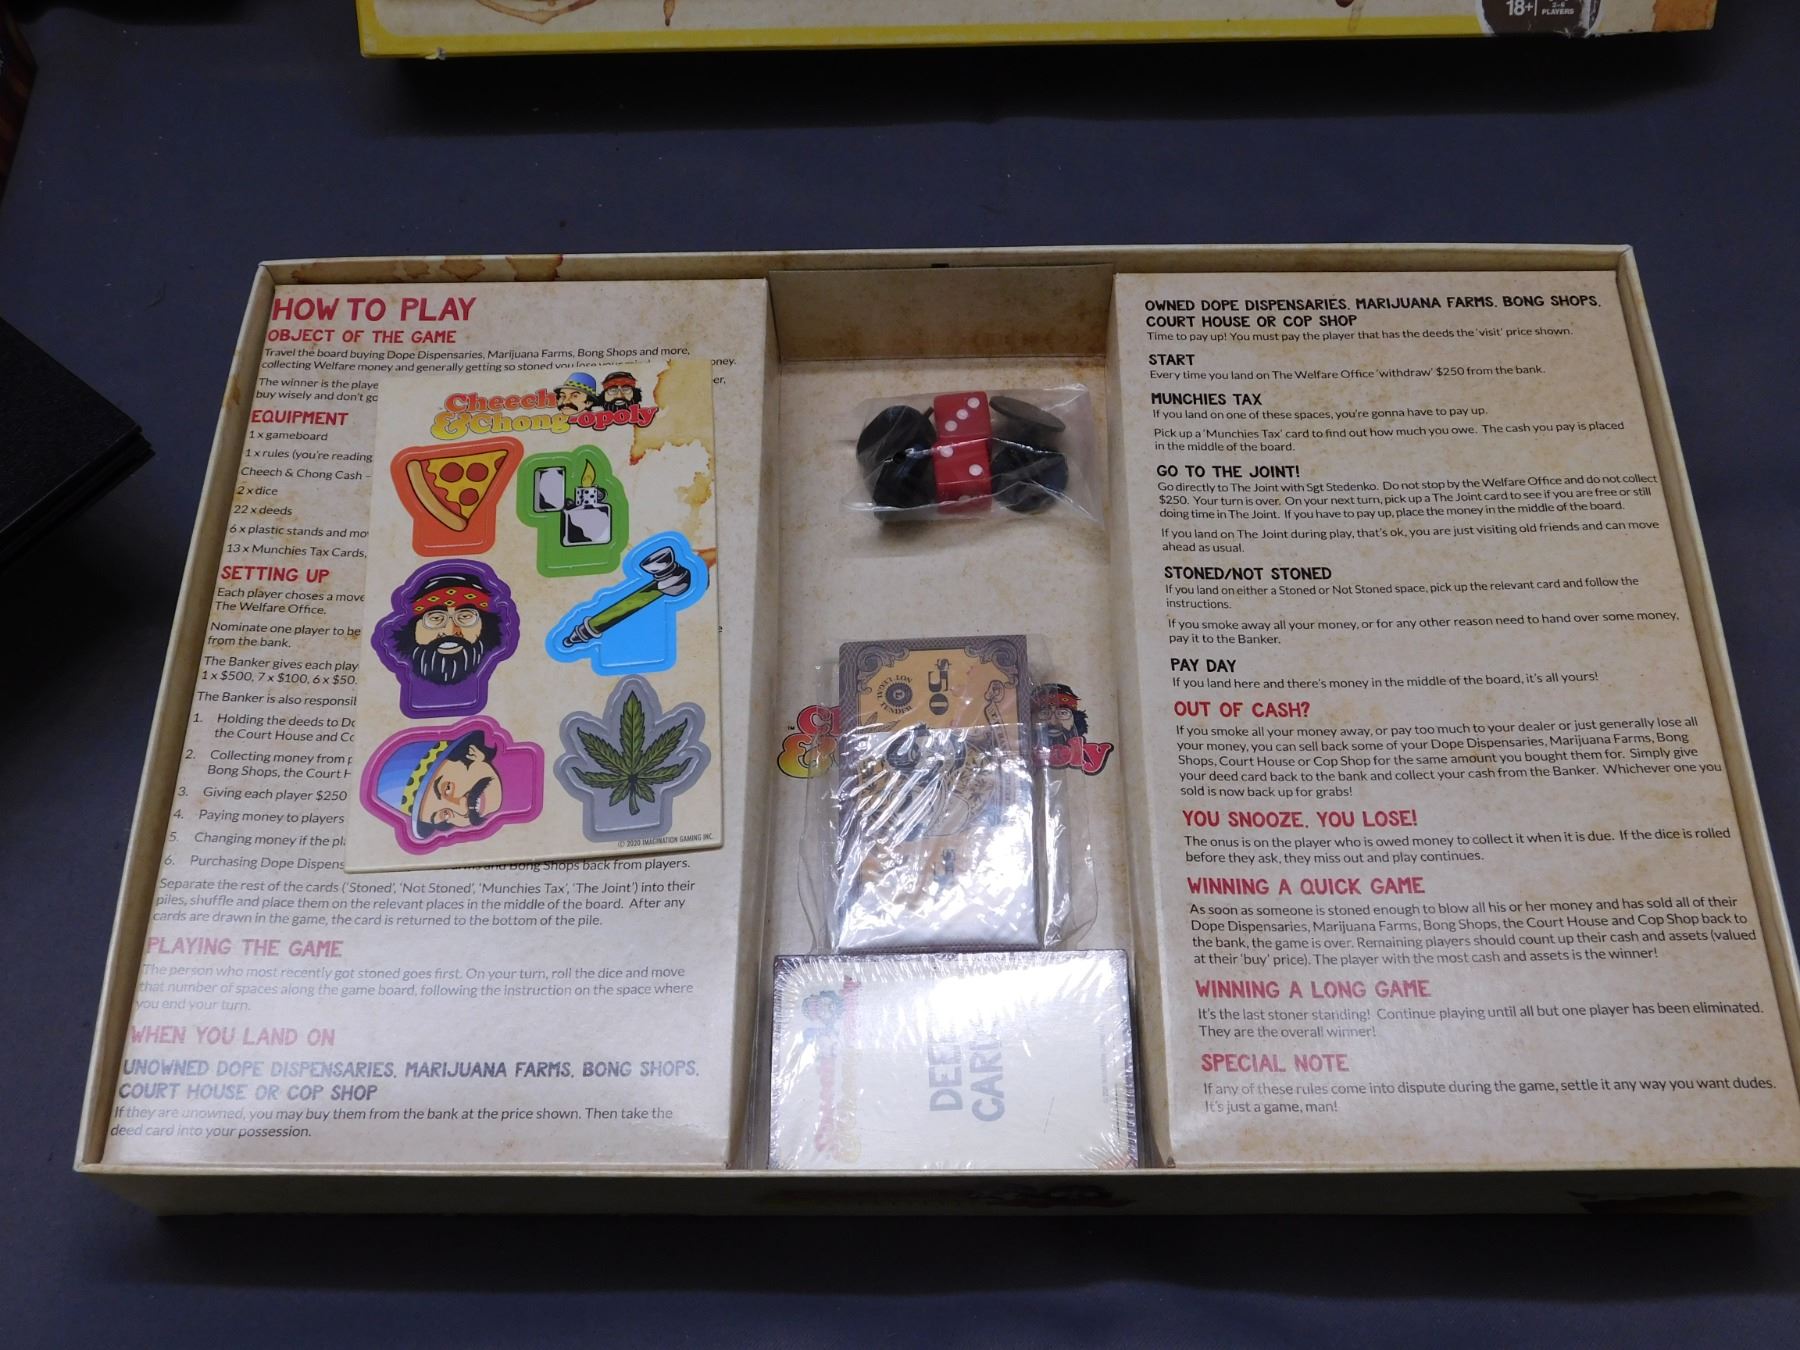 18+
2-6
PLAYERS
HOW TO PLAY
OBJECT OF THE GAME
Travel the board buying Dope Dispensaries, Marijuana Farms, Bong Shops and more,
collecting Welfare money and generally getting so stoned you lose your
oney.
The winner is the playe
er,
buy wisely and don't go
EQUIPMENT
1 x gameboard
1 x rules (you're reading
Cheech & Chong Cash –
2 x dice
22 x deeds
6 x plastic stands and mo
13 x Munchies Tax Cards,
SETTING UP
Each player choses a move
The Welfare Office.
Nominate one player to be
from the bank.
The Banker gives each play
1 x $500, 7 x $100, 6 x $50.
The Banker is also responsil
1. Holding the deeds to Do
the Court House and Co
2. Collecting money from p
Bong Shops, the Court H
3. Giving each player $250
4. Paying money to players
5. Changing money if the pl
6. Purchasing Dope Dispens
and Bong Shops back from players.
Separate the rest of the cards ('Stoned', 'Not Stoned', 'Munchies Tax', 'The Joint') into their
piles, shuffle and place them on the relevant places in the middle of the board. After any
cards are drawn in the game, the card is returned to the bottom of the pile.
PLAYING THE GAME
The person who most recently got stoned goes first. On your turn, roll the dice and move
that number of spaces along the game board, following the instruction on the space where
you end your turn.
WHEN YOU LAND ON
UNOWNED DOPE DISPENSARIES, MARIJUANA FARMS, BONG SHOPS,
COURT HOUSE OR COP SHOP
If they are unowned, you may buy them from the bank at the price shown. Then take the
deed card into your possession.
Cheech
&Chong-opoly
© 2020 IMAGINATION GAMING INC.
NOT LEGAL TENDER
50
opoly
DEED
CARDS
OWNED DOPE DISPENSARIES, MARIJUANA FARMS, BONG SHOPS,
COURT HOUSE OR COP SHOP
Time to pay up! You must pay the player that has the deeds the 'visit' price shown.
START
Every time you land on The Welfare Office 'withdraw' $250 from the bank.
MUNCHIES TAX
If you land on one of these spaces, you're gonna have to pay up.
Pick up a 'Munchies Tax' card to find out how much you owe. The cash you pay is placed
in the middle of the board.
GO TO THE JOINT!
Go directly to The Joint with Sgt Stedenko. Do not stop by the Welfare Office and do not collect
$250. Your turn is over. On your next turn, pick up a The Joint card to see if you are free or still
doing time in The Joint. If you have to pay up, place the money in the middle of the board.
If you land on The Joint during play, that's ok, you are just visiting old friends and can move
ahead as usual.
STONED/NOT STONED
If you land on either a Stoned or Not Stoned space, pick up the relevant card and follow the
instructions.
If you smoke away all your money, or for any other reason need to hand over some money,
pay it to the Banker.
PAY DAY
If you land here and there's money in the middle of the board, it's all yours!
OUT OF CASH?
If you smoke all your money away, or pay too much to your dealer or just generally lose all
your money, you can sell back some of your Dope Dispensaries, Marijuana Farms, Bong
Shops, Court House or Cop Shop for the same amount you bought them for. Simply give
your deed card back to the bank and collect your cash from the Banker. Whichever one you
sold is now back up for grabs!
YOU SNOOZE, YOU LOSE!
The onus is on the player who is owed money to collect it when it is due. If the dice is rolled
before they ask, they miss out and play continues.
WINNING A QUICK GAME
As soon as someone is stoned enough to blow all his or her money and has sold all of their
Dope Dispensaries, Marijuana Farms, Bong Shops, the Court House and Cop Shop back to
the bank, the game is over. Remaining players should count up their cash and assets (valued
at their 'buy' price). The player with the most cash and assets is the winner!
WINNING A LONG GAME
It's the last stoner standing! Continue playing until all but one player has been eliminated.
They are the overall winner!
SPECIAL NOTE
If any of these rules come into dispute during the game, settle it any way you want dudes.
It's just a game, man!